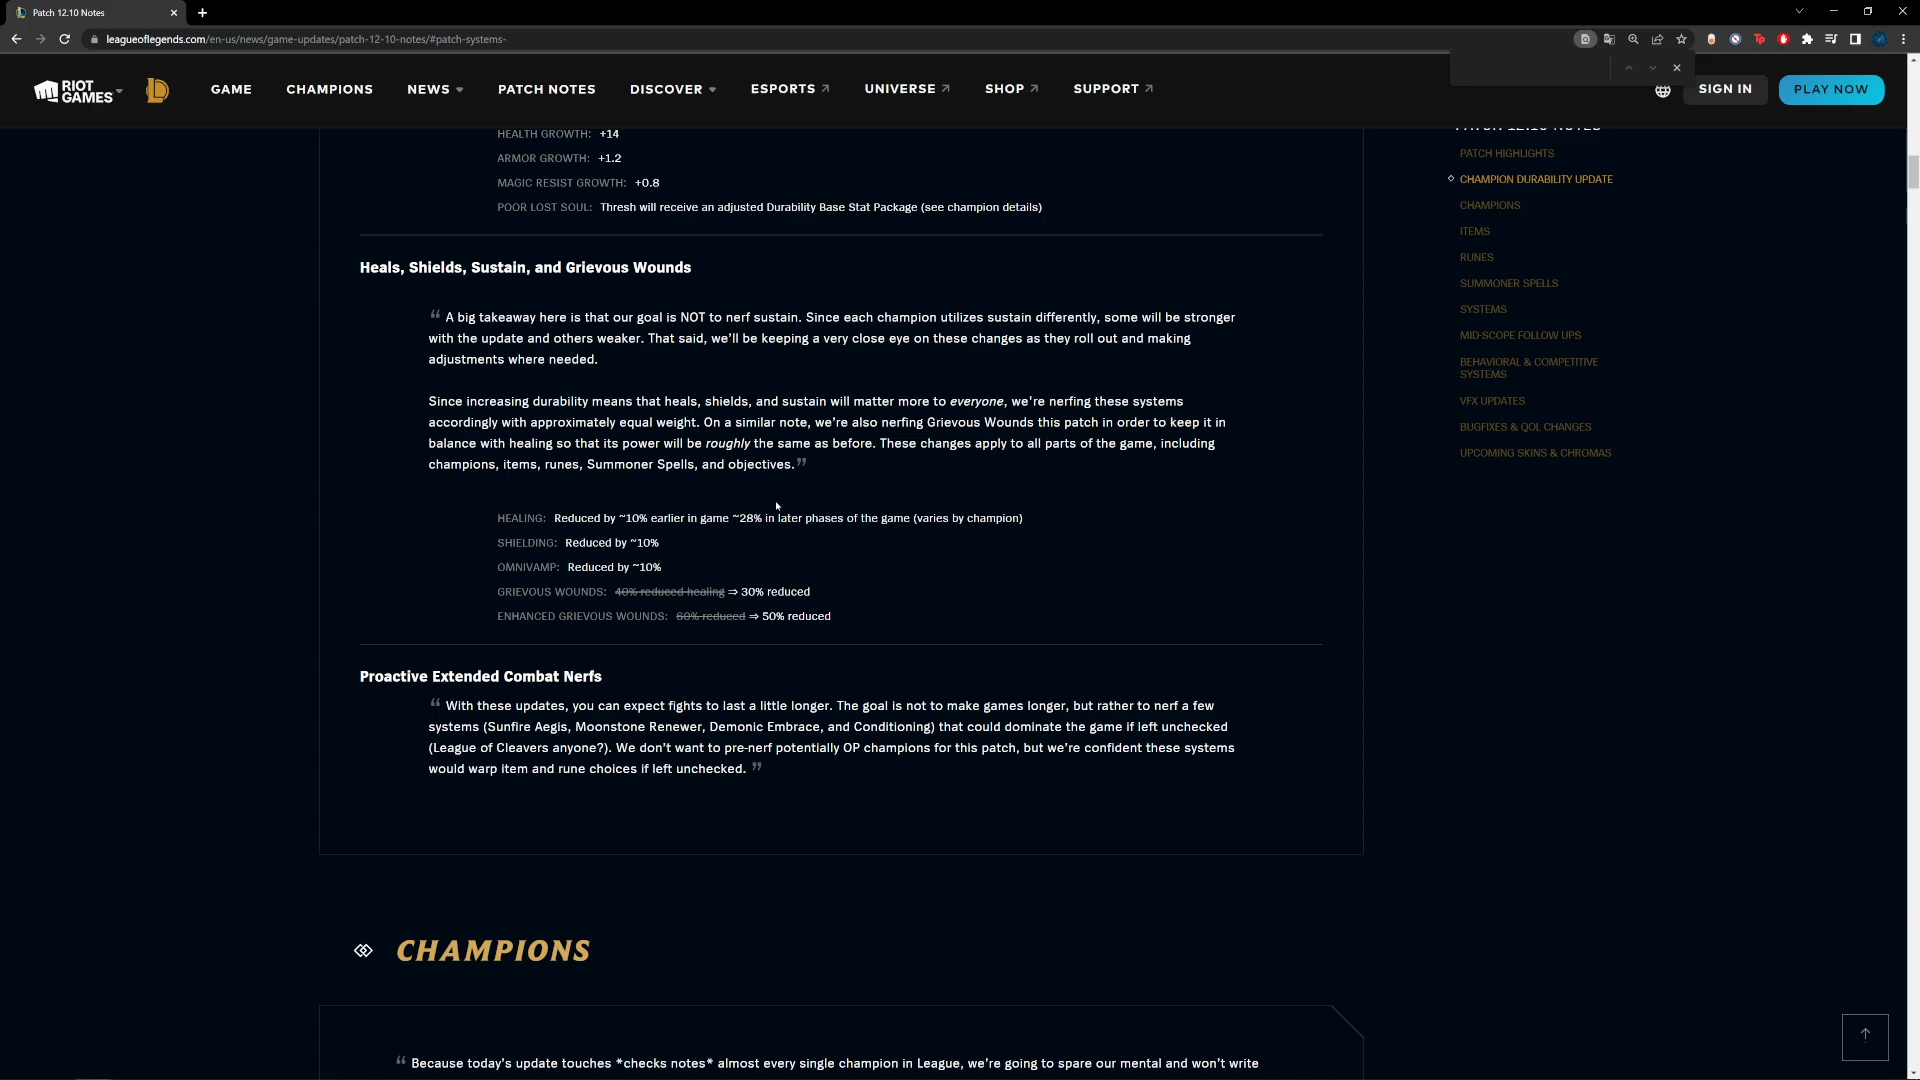 Patch 12.10 Notes
leagueoflegends.com/en-us/news/game-updates/patch-12-10-notes/#patch-systems-
RIOT GAMES
GAME
CHAMPIONS
NEWS
PATCH NOTES
DISCOVER
ESPORTS
UNIVERSE
SHOP
SUPPORT
SIGN IN
PLAY NOW
HEALTH GROWTH: +14
ARMOR GROWTH: +1.2
MAGIC RESIST GROWTH: +0.8
POOR LOST SOUL: Thresh will receive an adjusted Durability Base Stat Package (see champion details)
Heals, Shields, Sustain, and Grievous Wounds
“ A big takeaway here is that our goal is NOT to nerf sustain. Since each champion utilizes sustain differently, some will be stronger
with the update and others weaker. That said, we’ll be keeping a very close eye on these changes as they roll out and making
adjustments where needed.
Since increasing durability means that heals, shields, and sustain will matter more to everyone, we’re nerfing these systems
accordingly with approximately equal weight. On a similar note, we’re also nerfing Grievous Wounds this patch in order to keep it in
balance with healing so that its power will be roughly the same as before. These changes apply to all parts of the game, including
champions, items, runes, Summoner Spells, and objectives. ”
HEALING: Reduced by ~10% earlier in game ~28% in later phases of the game (varies by champion)
SHIELDING: Reduced by ~10%
OMNIVAMP: Reduced by ~10%
GRIEVOUS WOUNDS: 40% reduced healing ⇒ 30% reduced
ENHANCED GRIEVOUS WOUNDS: 60% reduced ⇒ 50% reduced
Proactive Extended Combat Nerfs
“ With these updates, you can expect fights to last a little longer. The goal is not to make games longer, but rather to nerf a few
systems (Sunfire Aegis, Moonstone Renewer, Demonic Embrace, and Conditioning) that could dominate the game if left unchecked
(League of Cleavers anyone?). We don’t want to pre-nerf potentially OP champions for this patch, but we’re confident these systems
would warp item and rune choices if left unchecked. ”
CHAMPIONS
“ Because today’s update touches *checks notes* almost every single champion in League, we’re going to spare our mental and won’t write
PATCH 12.10 NOTES
PATCH HIGHLIGHTS
CHAMPION DURABILITY UPDATE
CHAMPIONS
ITEMS
RUNES
SUMMONER SPELLS
SYSTEMS
MID-SCOPE FOLLOW UPS
BEHAVIORAL & COMPETITIVE
SYSTEMS
VFX UPDATES
BUGFIXES & QOL CHANGES
UPCOMING SKINS & CHROMAS